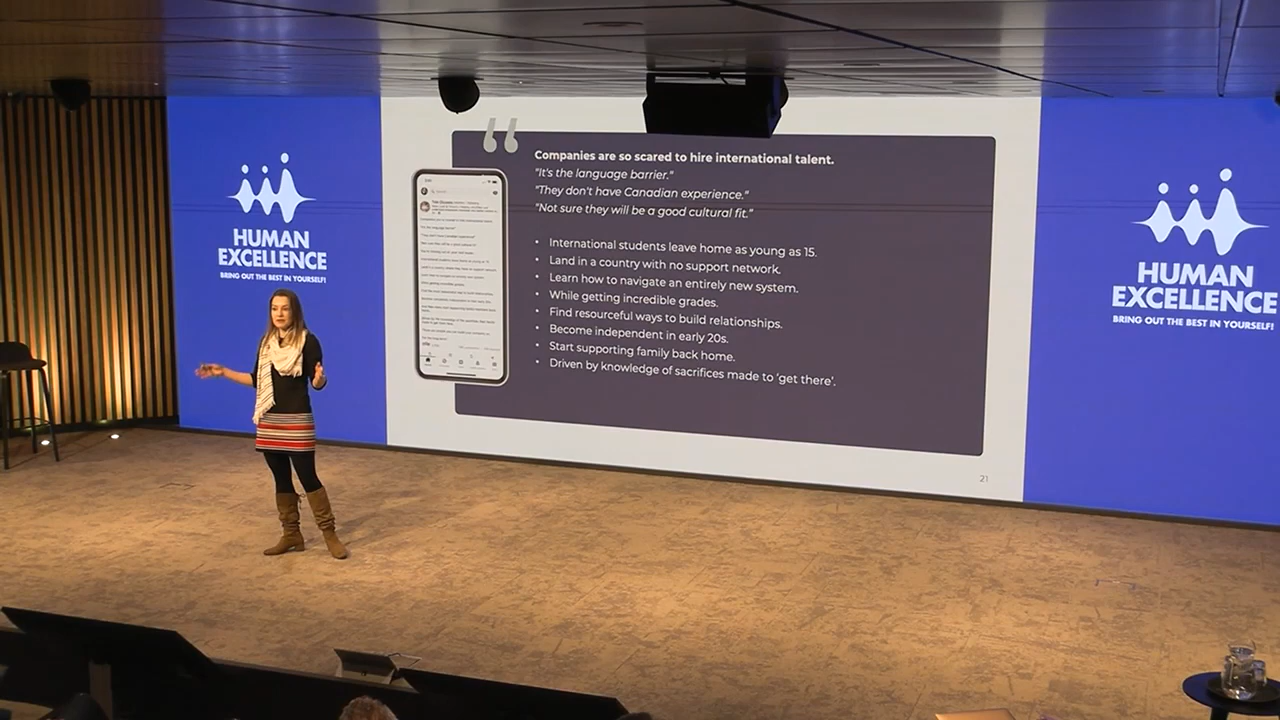 HUMAN
EXCELLENCE
BRING OUT THE BEST IN YOURSELF!
“
Companies are so scared to hire international talent.
"It's the language barrier."
"They don't have Canadian experience."
"Not sure they will be a good cultural fit."
• International students leave home as young as 15.
• Land in a country with no support network.
• Learn how to navigate an entirely new system.
• While getting incredible grades.
• Find resourceful ways to build relationships.
• Become independent in early 20s.
• Start supporting family back home.
• Driven by knowledge of sacrifices made to 'get there'.
21
HUMAN
EXCELLENCE
BRING OUT THE BEST IN YOURSELF!